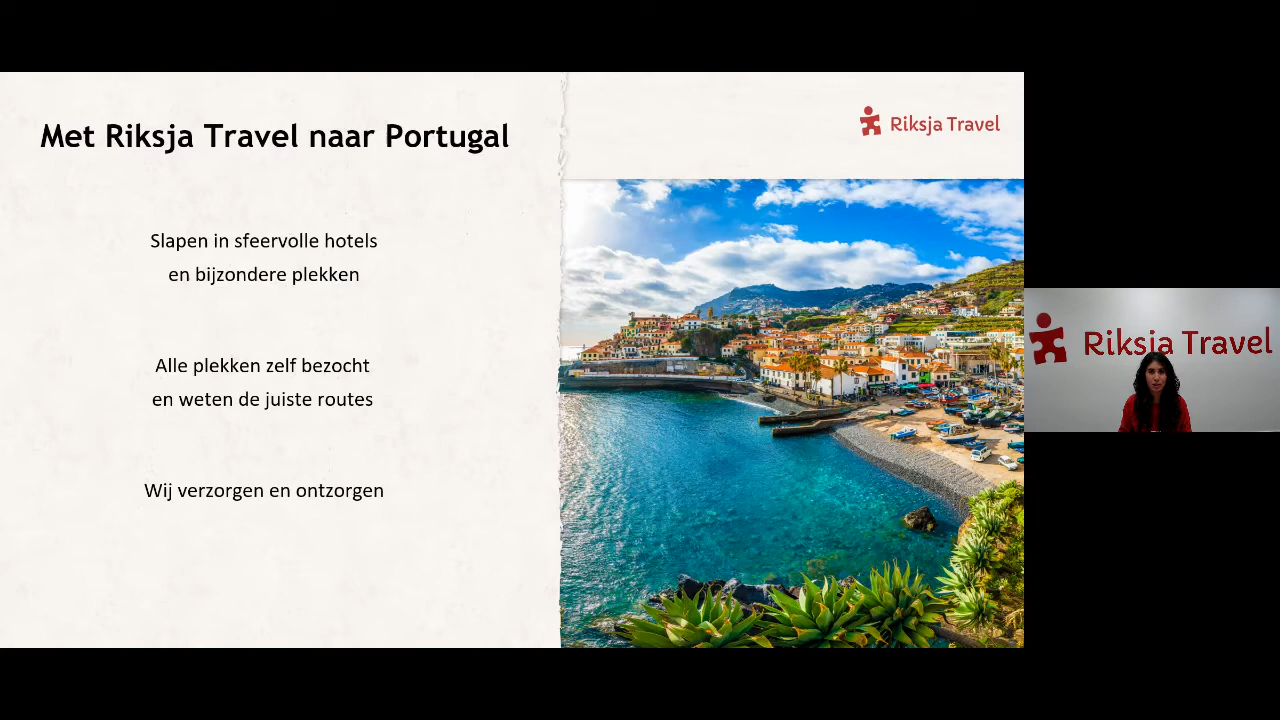 Met Riksja Travel naar Portugal
Riksja Travel
Slapen in sfeervolle hotels
en bijzondere plekken
Alle plekken zelf bezocht
en weten de juiste routes
Wij verzorgen en ontzorgen
Riksja Travel